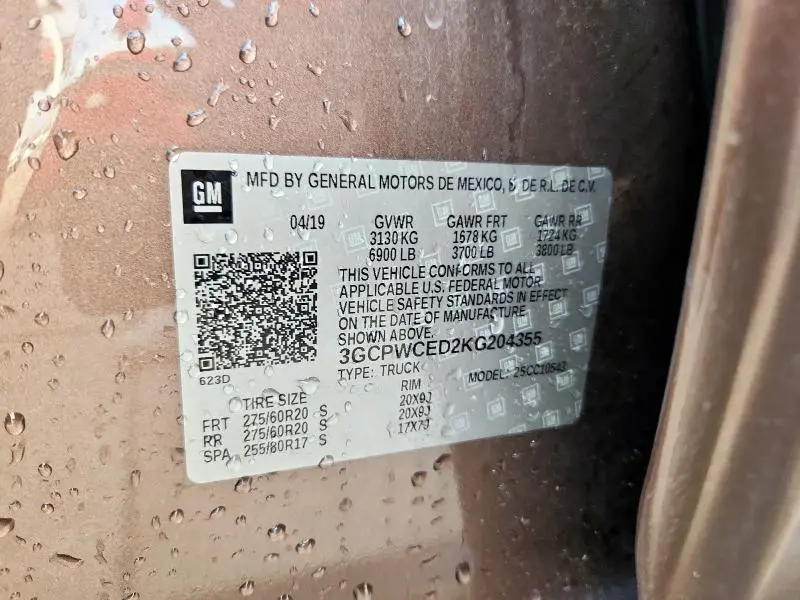 GM
MFD BY GENERAL MOTORS DE MEXICO, S. DE R.L. DE C.V.
04/19 GVWR GAWR FRT GAWR RR
3130 KG 1578 KG 1724 KG
6900 LB 3700 LB 3800 LB
THIS VEHICLE CONFORMS TO ALL
APPLICABLE U.S. FEDERAL MOTOR
VEHICLE SAFETY STANDARDS IN EFFECT
ON THE DATE OF MANUFACTURE
SHOWN ABOVE.
3GCPWCED2KG204355
TYPE: TRUCK MODEL: 25CC10543
623D
TIRE SIZE RIM
FRT 275/60R20 S 20X9J
RR 275/60R20 S 20X9J
SPA 255/80R17 S 17X7J